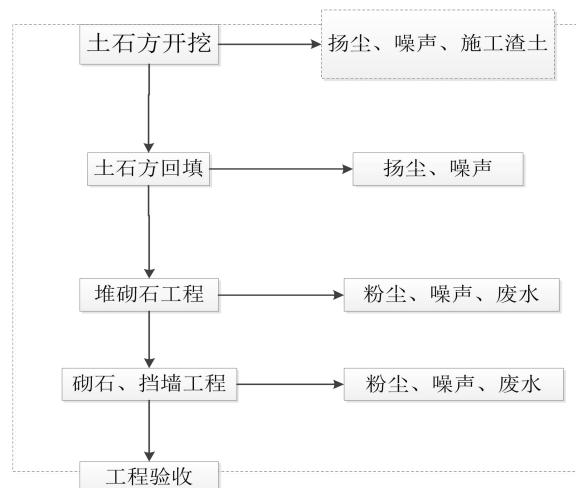 土石方开挖
扬尘、噪声、施工渣土
土石方回填
扬尘、噪声
堆砌石工程
粉尘、噪声、废水
砌石、挡墙工程
粉尘、噪声、废水
工程验收